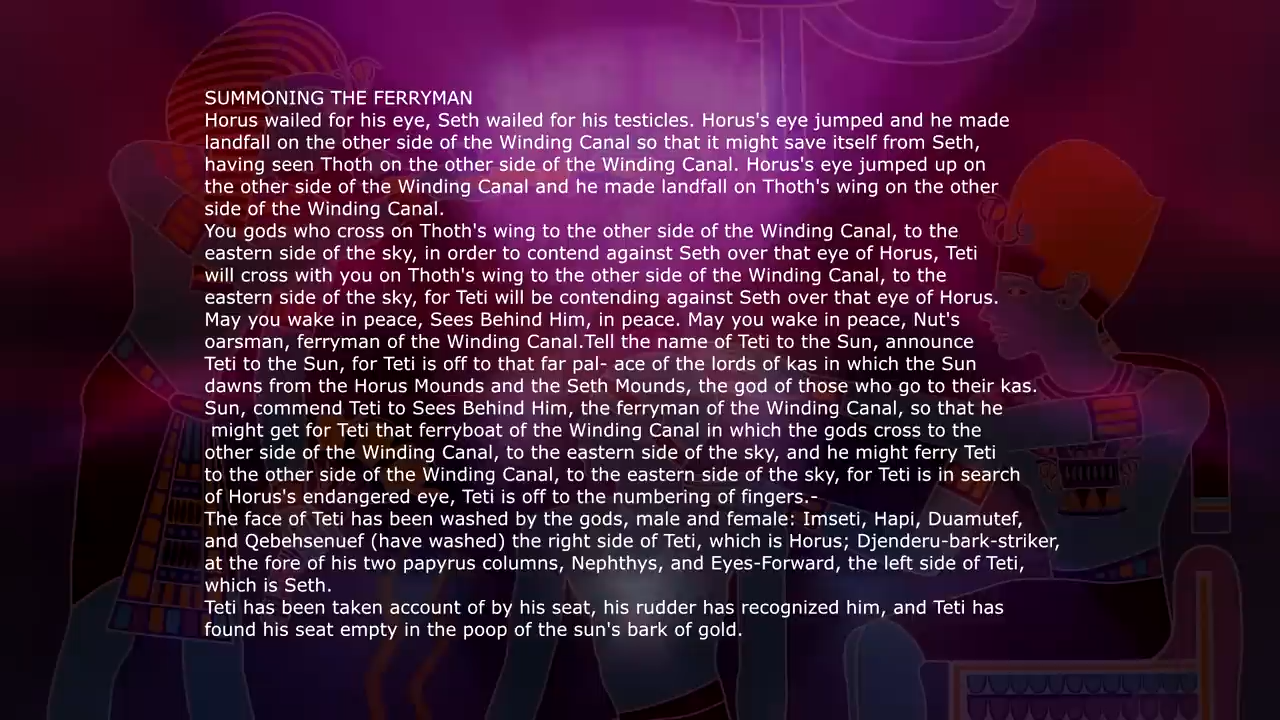 SUMMONING THE FERRYMAN
Horus wailed for his eye, Seth wailed for his testicles. Horus's eye jumped and he made
landfall on the other side of the Winding Canal so that it might save itself from Seth,
having seen Thoth on the other side of the Winding Canal. Horus's eye jumped up on
the other side of the Winding Canal and he made landfall on Thoth's wing on the other
side of the Winding Canal.
You gods who cross on Thoth's wing to the other side of the Winding Canal, to the
eastern side of the sky, in order to contend against Seth over that eye of Horus, Teti
will cross with you on Thoth's wing to the other side of the Winding Canal, to the
eastern side of the sky, for Teti will be contending against Seth over that eye of Horus.
May you wake in peace, Sees Behind Him, in peace. May you wake in peace, Nut's
oarsman, ferryman of the Winding Canal.Tell the name of Teti to the Sun, announce
Teti to the Sun, for Teti is off to that far pal- ace of the lords of kas in which the Sun
dawns from the Horus Mounds and the Seth Mounds, the god of those who go to their kas.
Sun, commend Teti to Sees Behind Him, the ferryman of the Winding Canal, so that he
might get for Teti that ferryboat of the Winding Canal in which the gods cross to the
other side of the Winding Canal, to the eastern side of the sky, and he might ferry Teti
to the other side of the Winding Canal, to the eastern side of the sky, for Teti is in search
of Horus's endangered eye, Teti is off to the numbering of fingers.-
The face of Teti has been washed by the gods, male and female: Imseti, Hapi, Duamutef,
and Qebehsenuef (have washed) the right side of Teti, which is Horus; Djenderu-bark-striker,
at the fore of his two papyrus columns, Nephthys, and Eyes-Forward, the left side of Teti,
which is Seth.
Teti has been taken account of by his seat, his rudder has recognized him, and Teti has
found his seat empty in the poop of the sun's bark of gold.